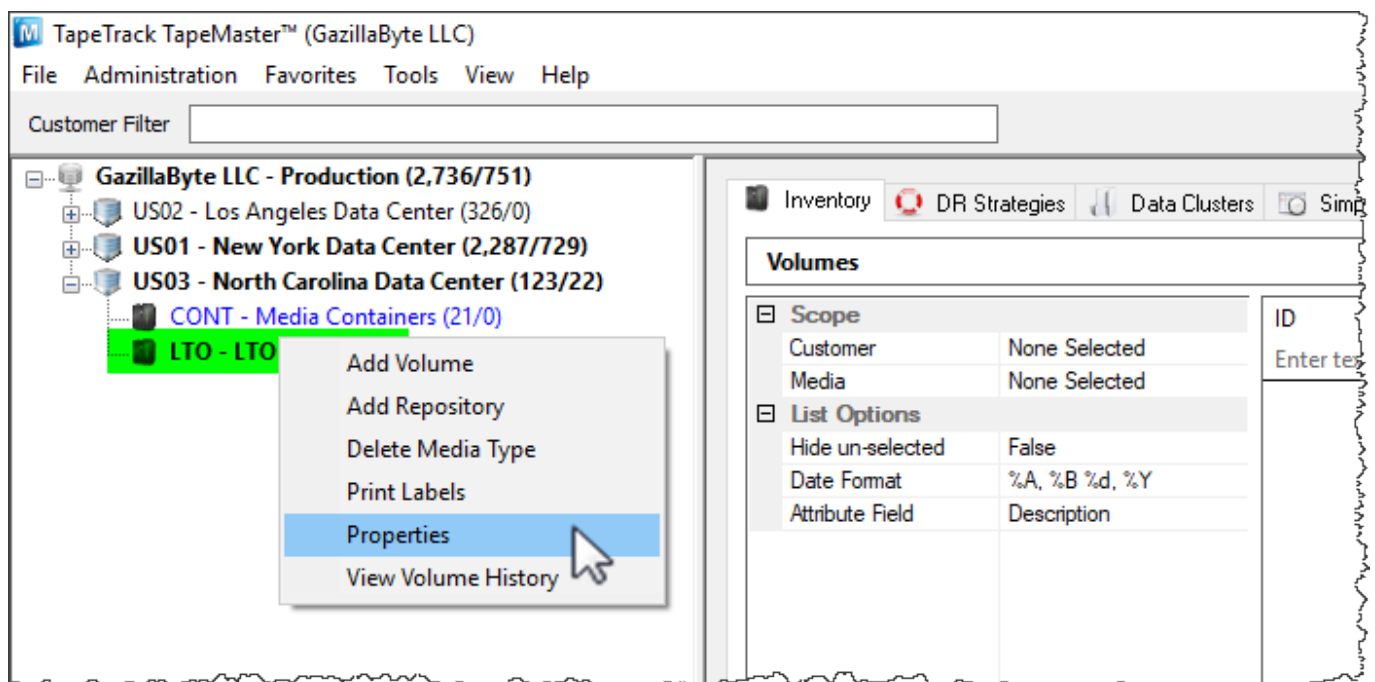 TapeTrack TapeMaster™ (GazillaByte LLC)
File Administration Favorites Tools View Help
Customer Filter
GazillaByte LLC - Production (2,736/751)
US02 - Los Angeles Data Center (326/0)
US01 - New York Data Center (2,287/729)
US03 - North Carolina Data Center (123/22)
CONT - Media Containers (21/0)
LTO - LTO
Add Volume
Add Repository
Delete Media Type
Print Labels
Properties
View Volume History
Inventory DR Strategies Data Clusters
Volumes
Scope
Customer None Selected
Media None Selected
List Options
Hide un-selected False
Date Format %A, %B %d, %Y
Attribute Field Description
ID
Enter